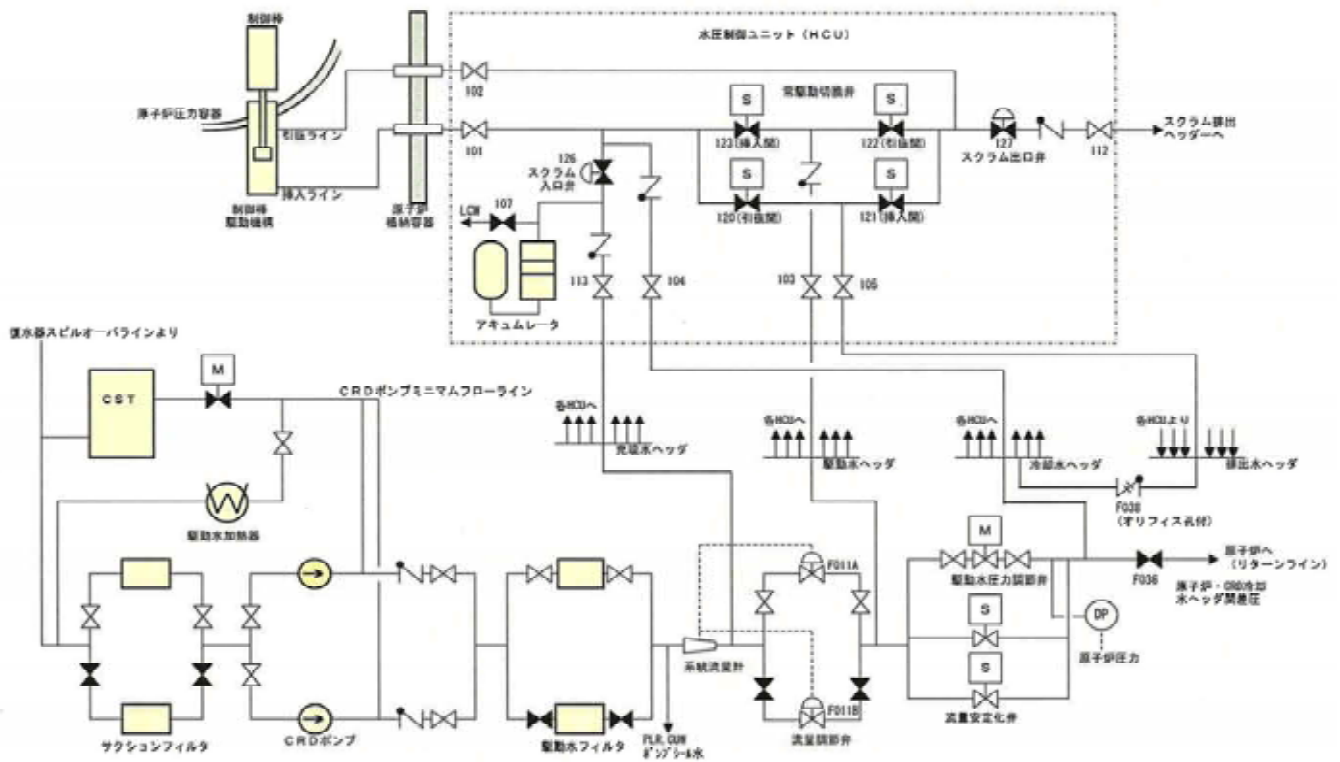 制御棒
原子炉圧力容器
引抜ライン
挿入ライン
制御棒
駆動機構
原子炉
格納容器
水圧制御ユニット(HCU)
102
101
126
スクラム
入口弁
LCW
107
アキュムレータ
113
104
常駆動切換弁
S
123(挿入開)
S
122(引抜開)
S
120(引抜開)
S
121(挿入開)
103
105
127
スクラム出口弁
112
スクラム排出
ヘッダーへ
復水器スピルオーバラインより
CST
M
CRDポンプミニマムフローライン
駆動水加熱器
各HCUへ
充填水ヘッダ
各HCUへ
駆動水ヘッダ
各HCUへ
冷却水ヘッダ
各HCUより
排出水ヘッダ
F038
(オリフィス孔付)
サクションフィルタ
CRDポンプ
駆動水フィルタ
PLR,CUW
ポンプシール水
系統流量計
F011A
F011B
流量調節弁
M
駆動水圧力調節弁
S
S
流量安定化弁
F036
原子炉へ
(リターンライン)
原子炉・CRD冷却
水ヘッダ間差圧
DP
原子炉圧力